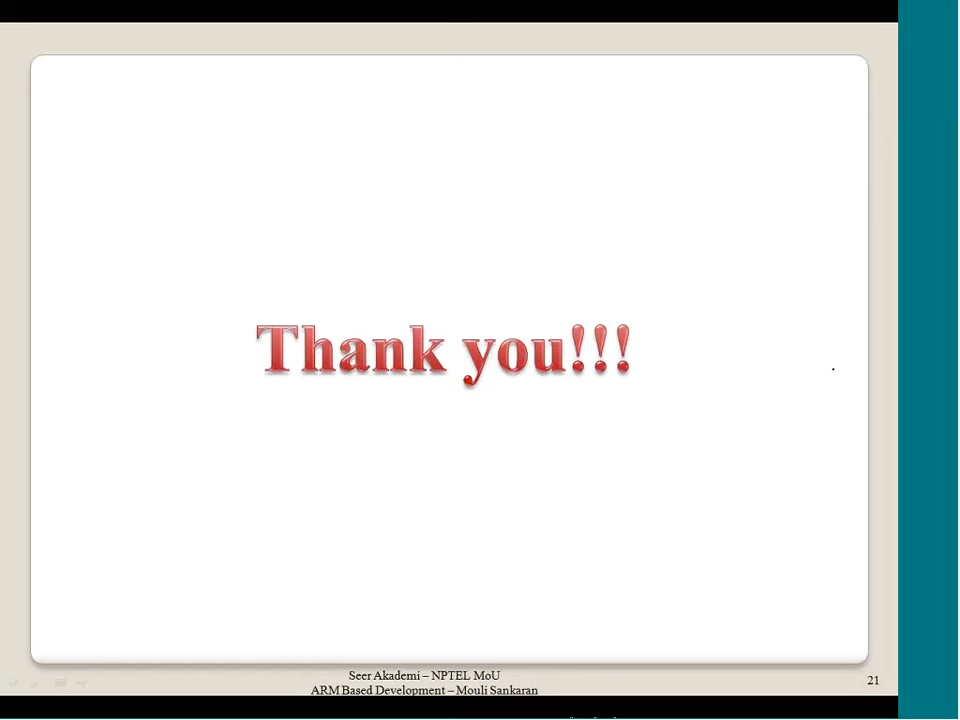 Thank you!!!
.
Seer Akademi – NPTEL MoU
ARM Based Development – Mouli Sankaran
21